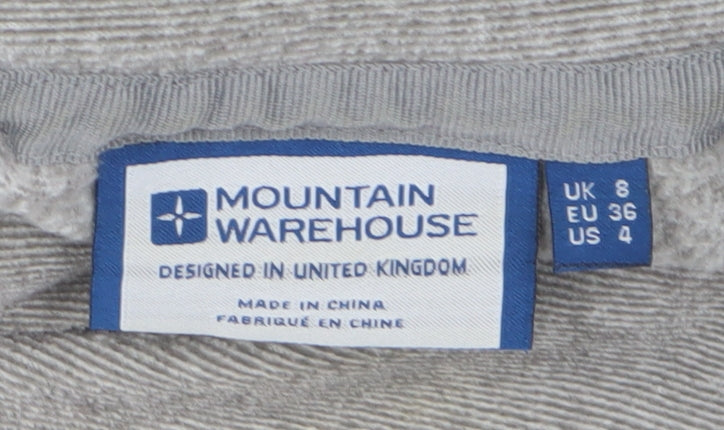 MOUNTAIN
WAREHOUSE
DESIGNED IN UNITED KINGDOM
MADE IN CHINA
FABRIQUÉ EN CHINE
UK 8
EU 36
US 4